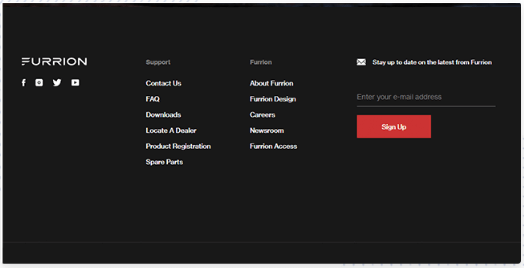 FURRION
Support
Contact Us
FAQ
Downloads
Locate A Dealer
Product Registration
Spare Parts
Furrion
About Furrion
Furrion Design
Careers
Newsroom
Furrion Access
Stay up to date on the latest from Furrion
Enter your e-mail address
Sign Up